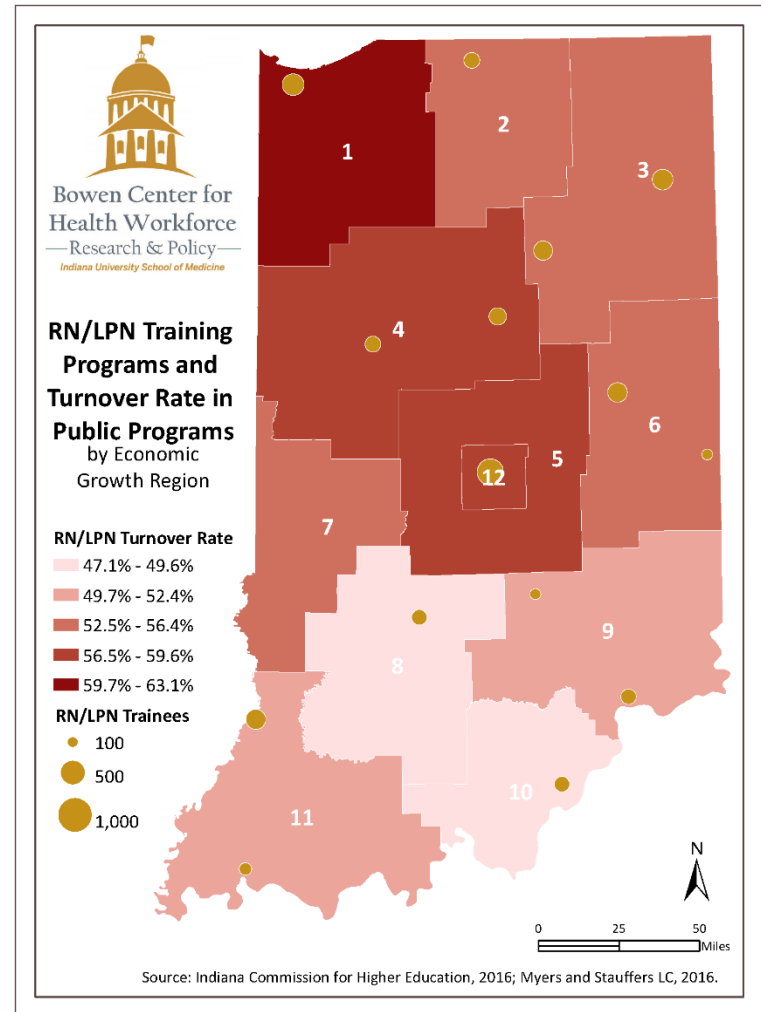 Bowen Center for
Health Workforce
Research & Policy
Indiana University School of Medicine
RN/LPN Training
Programs and
Turnover Rate in
Public Programs
by Economic
Growth Region
RN/LPN Turnover Rate
47.1% - 49.6%
49.7% - 52.4%
52.5% - 56.4%
56.5% - 59.6%
59.7% - 63.1%
RN/LPN Trainees
100
500
1,000
1
2
3
4
5
6
12
7
8
9
10
11
N
0 25 50
Miles
Source: Indiana Commission for Higher Education, 2016; Myers and Stauffers LC, 2016.